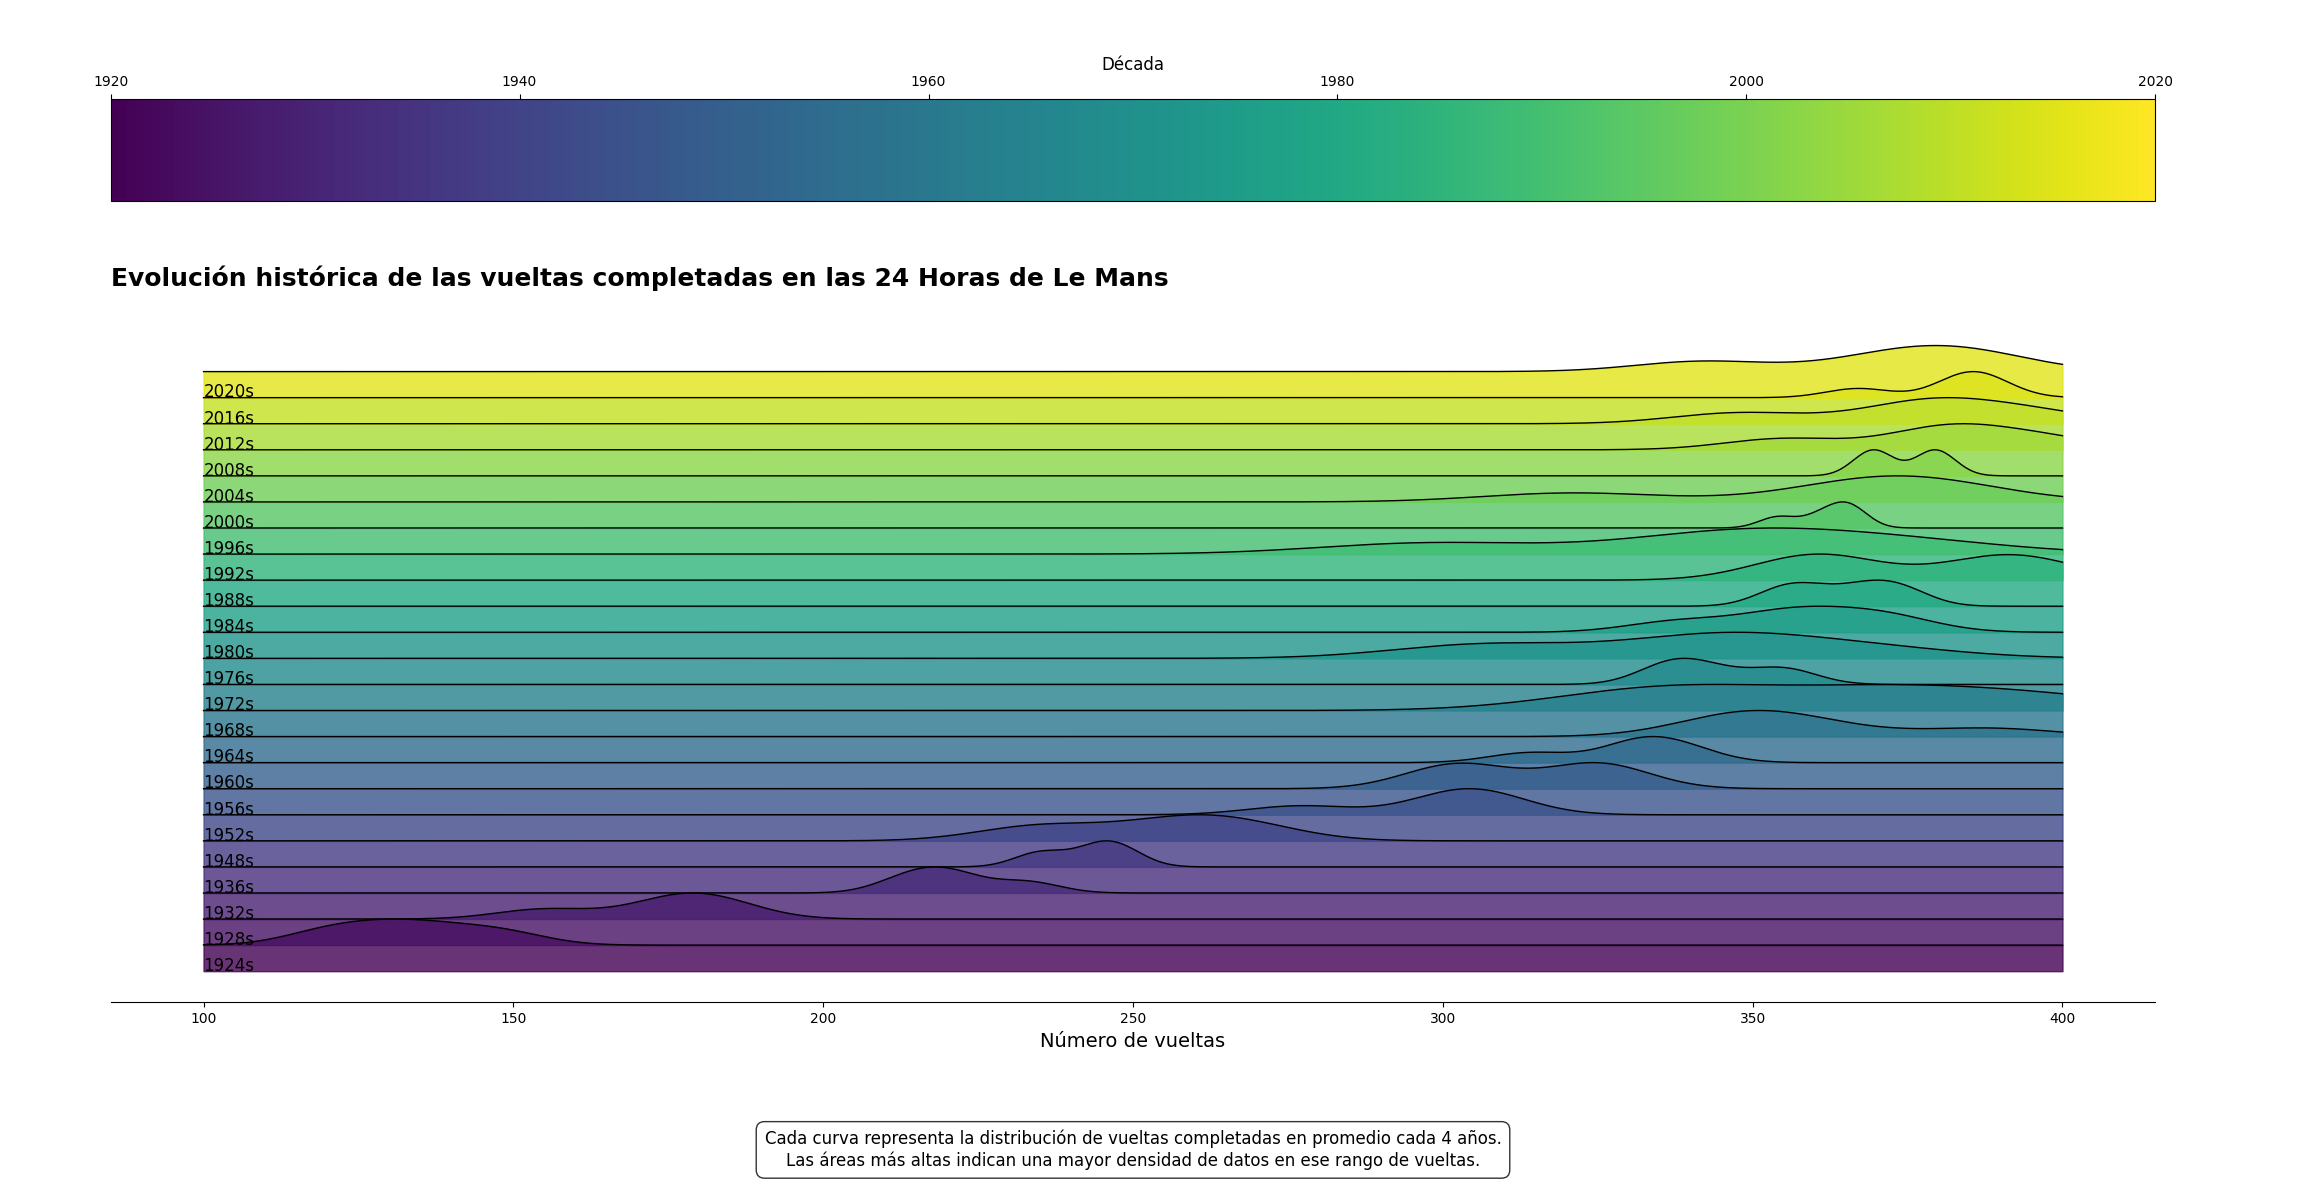 Década
1920 1940 1960 1980 2000 2020
Evolución histórica de las vueltas completadas en las 24 Horas de Le Mans
2020s
2016s
2012s
2008s
2004s
2000s
1996s
1992s
1988s
1984s
1980s
1976s
1972s
1968s
1964s
1960s
1956s
1952s
1948s
1936s
1932s
1928s
1924s
100 150 200 250 300 350 400
Número de vueltas
Cada curva representa la distribución de vueltas completadas en promedio cada 4 años.
Las áreas más altas indican una mayor densidad de datos en ese rango de vueltas.